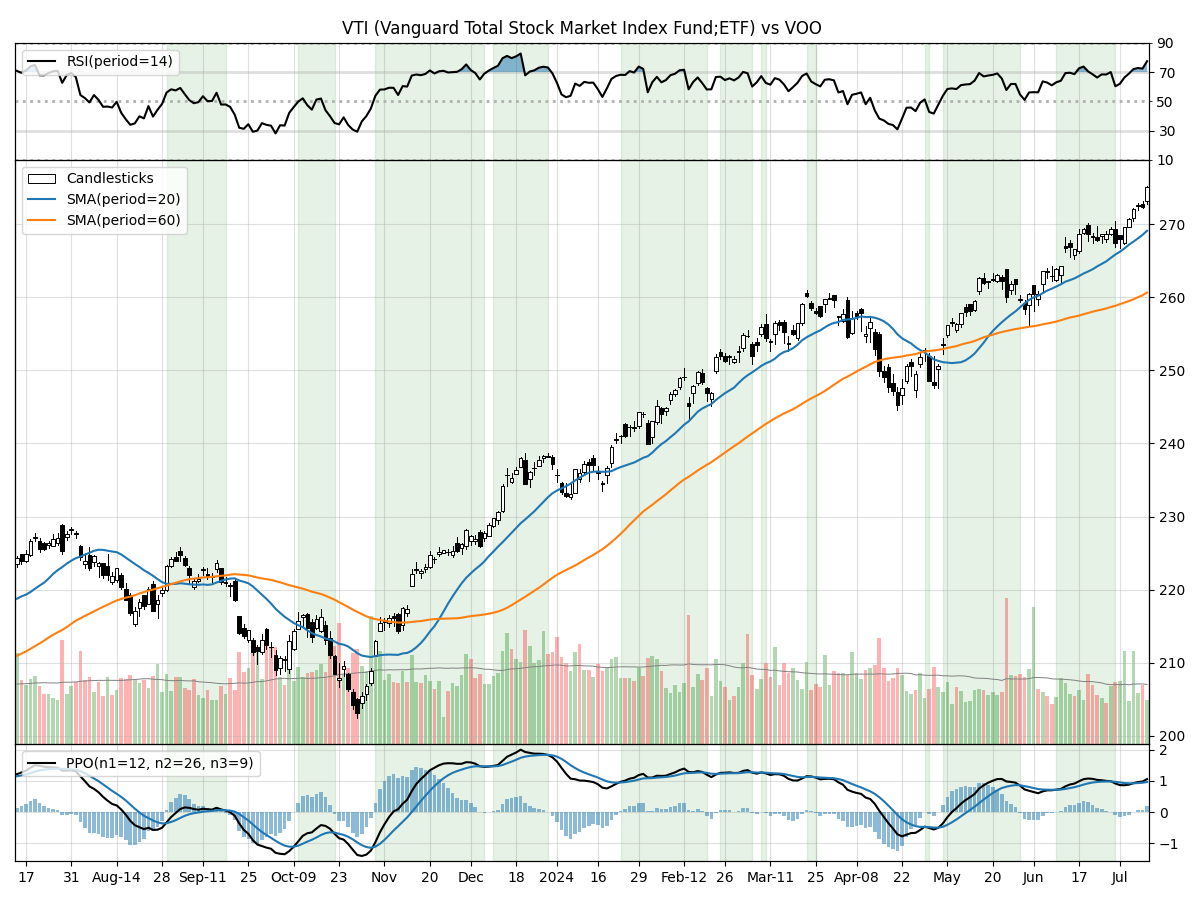 VTI (Vanguard Total Stock Market Index Fund;ETF) vs VOO
RSI(period=14)
90
70
50
30
10
Candlesticks
SMA(period=20)
SMA(period=60)
270
260
250
240
230
220
210
200
PPO(n1=12, n2=26, n3=9)
2
1
0
−1
17 31 Aug-14 28 Sep-11 25 Oct-09 23 Nov 20 Dec 18 2024 16 29 Feb-12 26 Mar-11 25 Apr-08 22 May 20 Jun 17 Jul